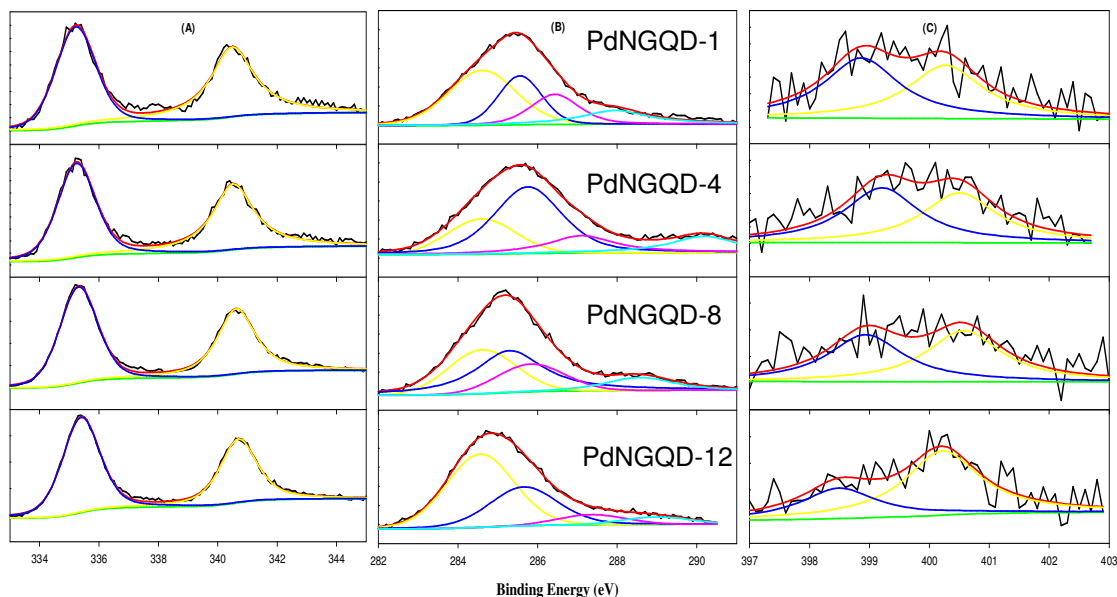 (A)
(B)
(C)
PdNGQD-1
PdNGQD-4
PdNGQD-8
PdNGQD-12
334 336 338 340 342 344
282 284 286 288 290
397 398 399 400 401 402 403
Binding Energy (eV)